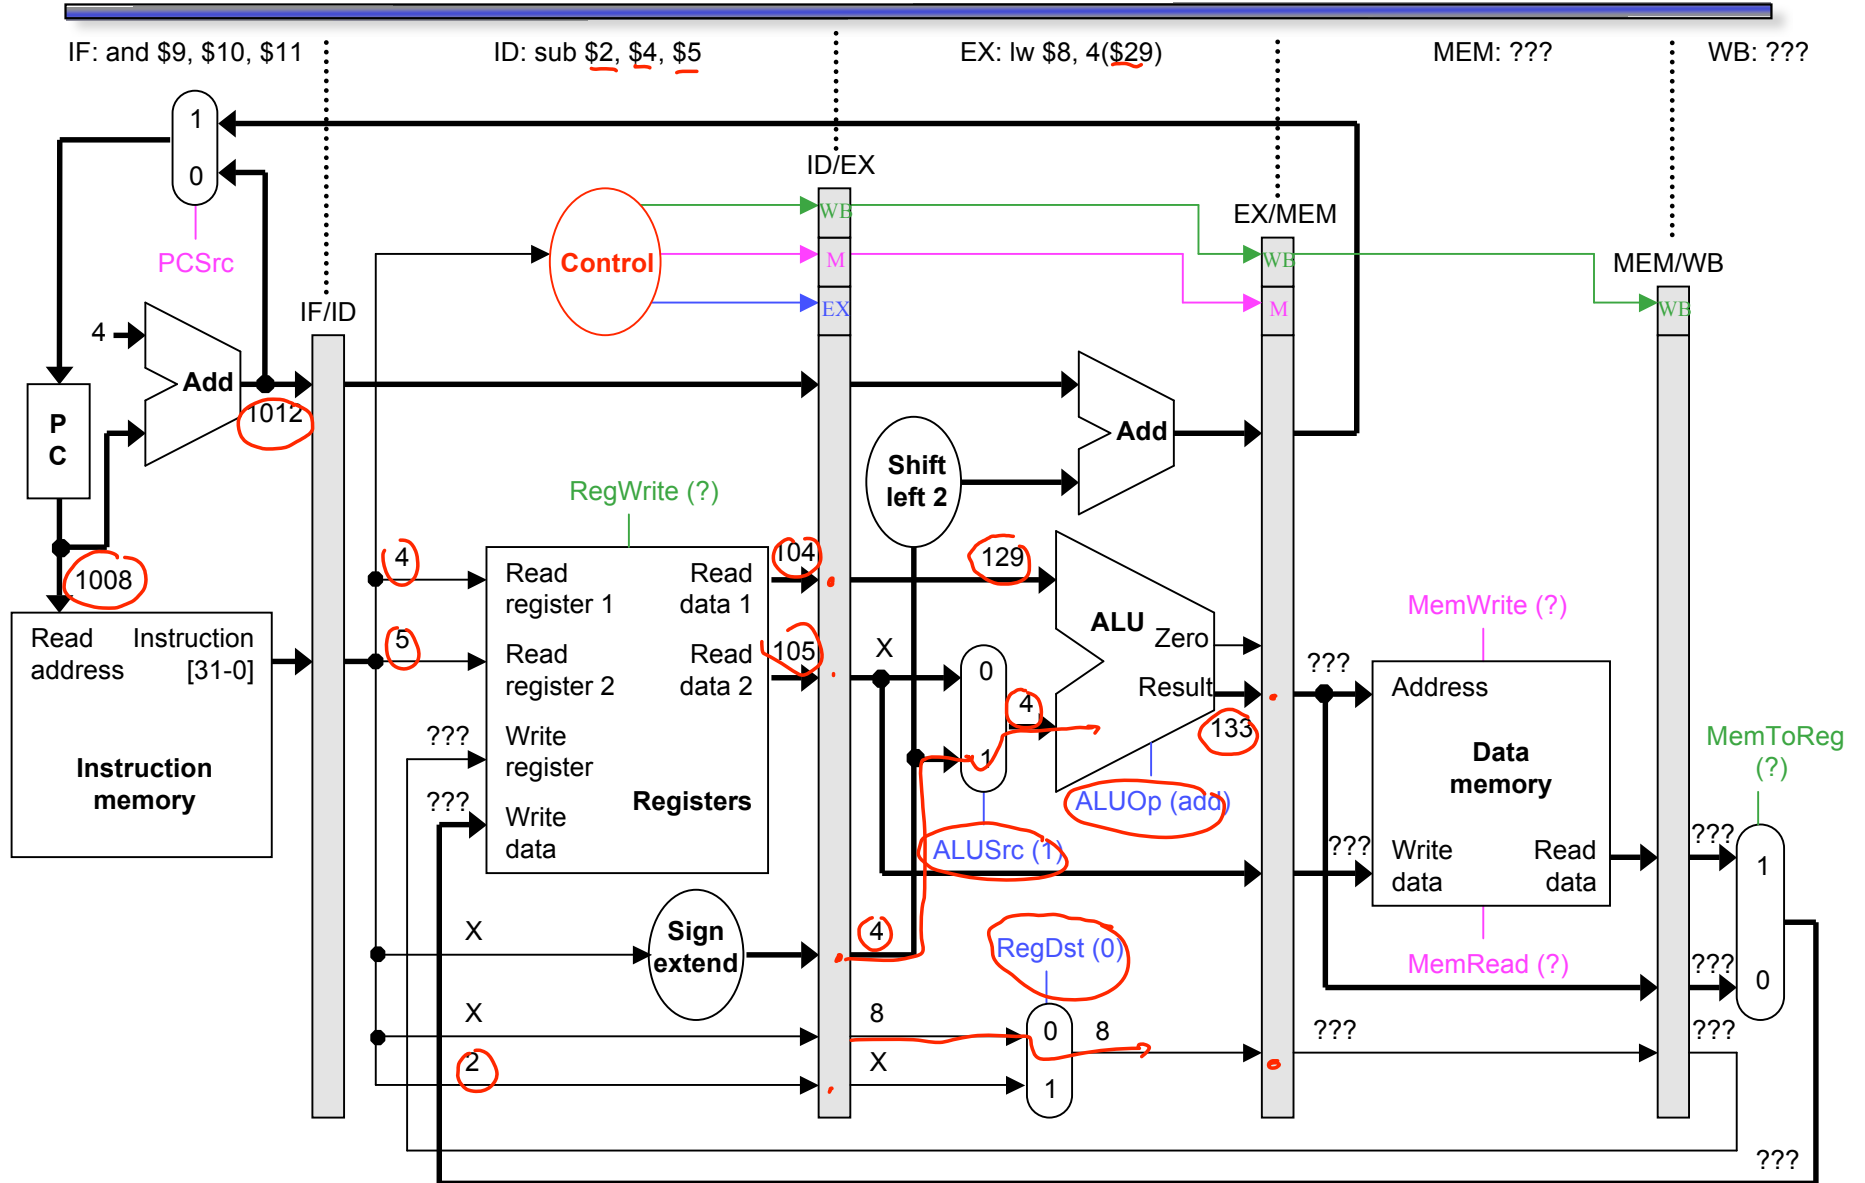 IF: and $9, $10, $11
ID: sub $2, $4, $5
EX: lw $8, 4($29)
MEM: ???
WB: ???
1
0
PCSrc
ID/EX
WB
M
EX
Control
EX/MEM
WB
M
MEM/WB
WB
IF/ID
4
Add
1012
P
C
1008
Add
Shift
left 2
RegWrite (?)
4
5
104
105
129
Read
register 1
Read
data 1
Read
register 2
Read
data 2
Write
register
Write
data
Registers
???
???
Read
address
Instruction
[31-0]
Instruction
memory
X
0
1
4
ALU
Zero
Result
133
ALUOp (add)
ALUSrc (1)
MemWrite (?)
???
Address
Data
memory
???
Write
data
Read
data
MemRead (?)
MemToReg
(?)
???
1
???
0
X
Sign
extend
4
RegDst (0)
X
8
0
8
???
???
2
X
1
???